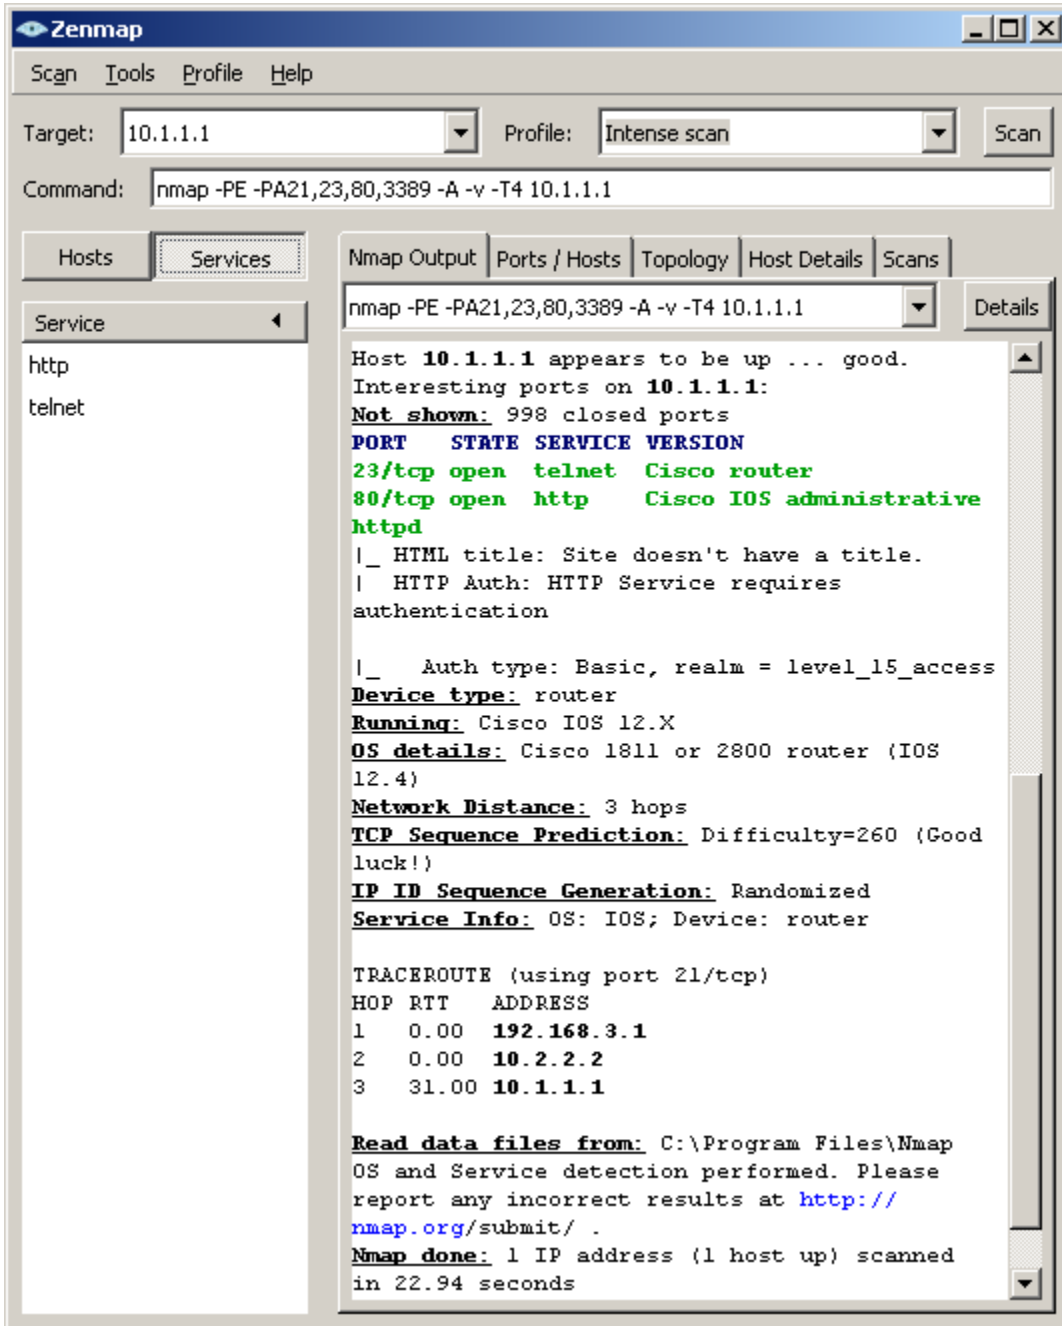 Zenmap
Scan Tools Profile Help
Target: 10.1.1.1 Profile: Intense scan Scan
Command: nmap -PE -PA21,23,80,3389 -A -v -T4 10.1.1.1
Hosts Services
Service
http
telnet
Nmap Output Ports / Hosts Topology Host Details Scans
nmap -PE -PA21,23,80,3389 -A -v -T4 10.1.1.1 Details
Host 10.1.1.1 appears to be up ... good.
Interesting ports on 10.1.1.1:
Not shown: 998 closed ports
PORT STATE SERVICE VERSION
23/tcp open telnet Cisco router
80/tcp open http Cisco IOS administrative
httpd
|_ HTML title: Site doesn't have a title.
| HTTP Auth: HTTP Service requires
authentication
|_ Auth type: Basic, realm = level_15_access
Device type: router
Running: Cisco IOS 12.X
OS details: Cisco 1811 or 2800 router (IOS
12.4)
Network Distance: 3 hops
TCP Sequence Prediction: Difficulty=260 (Good
luck!)
IP ID Sequence Generation: Randomized
Service Info: OS: IOS; Device: router
TRACEROUTE (using port 21/tcp)
HOP RTT ADDRESS
1 0.00 192.168.3.1
2 0.00 10.2.2.2
3 31.00 10.1.1.1
Read data files from: C:\Program Files\Nmap
OS and Service detection performed. Please
report any incorrect results at http://
nmap.org/submit/ .
Nmap done: 1 IP address (1 host up) scanned
in 22.94 seconds